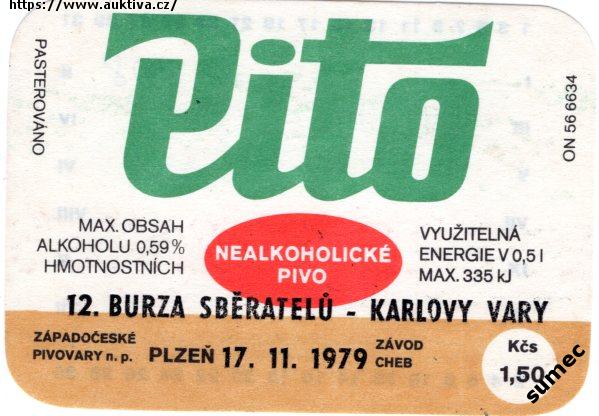 https://www.auktiva.cz/
Pito
PASTEROVÁNO
ON 56 6634
MAX. OBSAH
ALKOHOLU 0,59%
HMOTNOSTNÍCH
NEALKOHOLICKÉ
PIVO
VYUŽITELNÁ
ENERGIE V 0,5 l
MAX. 335 kJ
12. BURZA SBĚRATELŮ - KARLOVY VARY
ZÁPADOČESKÉ
PIVOVARY n. p.
PLZEŇ 17. 11. 1979
ZÁVOD
CHEB
Kčs
1,50
sumec